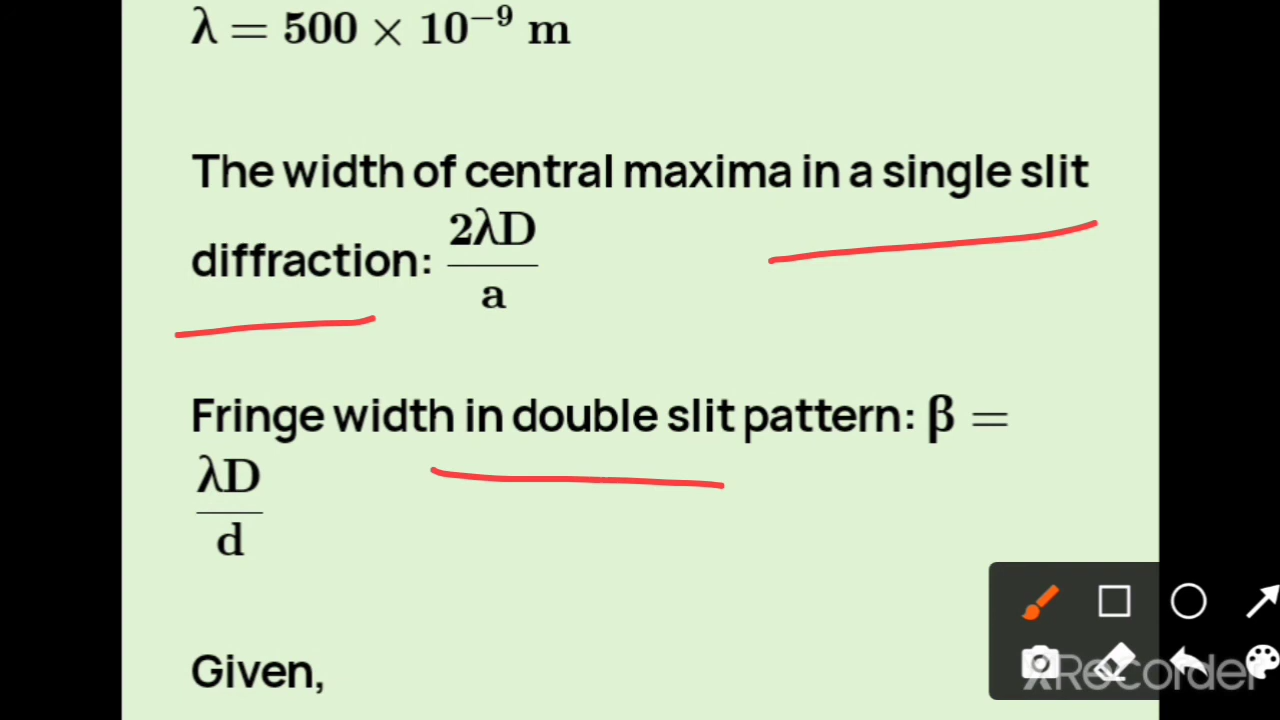 λ = 500 × 10⁻⁹ m
The width of central maxima in a single slit
diffraction: 2λD/a
Fringe width in double slit pattern: β =
λD/d
Given,
XRecorder